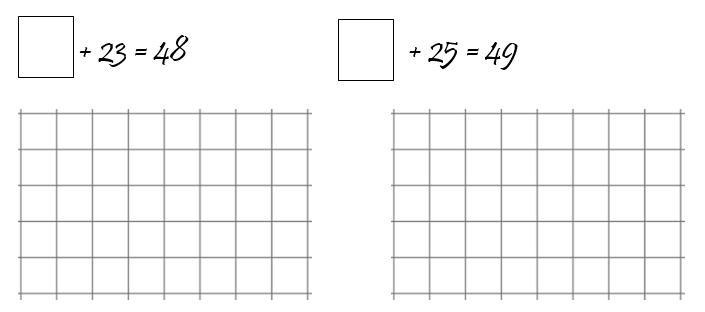 + 23 = 48
+ 25 = 49